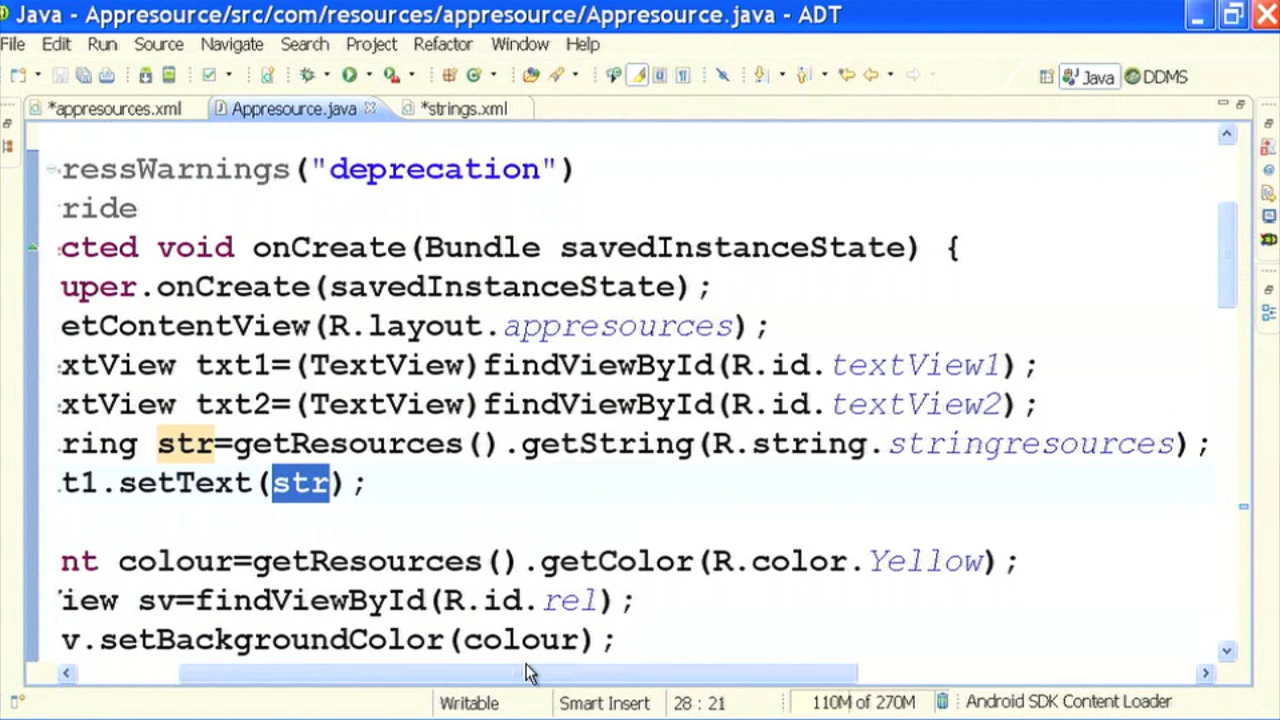 Java - Appresource/src/com/resources/appresource/Appresource.java - ADT
File Edit Run Source Navigate Search Project Refactor Window Help
Java DDMS
*appresources.xml Appresource.java *strings.xml
ressWarnings("deprecation")
ride
cted void onCreate(Bundle savedInstanceState) {
uper.onCreate(savedInstanceState);
etContentView(R.layout.appresources);
xtView txt1=(TextView)findViewById(R.id.textView1);
xtView txt2=(TextView)findViewById(R.id.textView2);
ring str=getResources().getString(R.string.stringresources);
t1.setText(str);
nt colour=getResources().getColor(R.color.Yellow);
iew sv=findViewById(R.id.rel);
v.setBackgroundColor(colour);
Writable Smart Insert 28 : 21 110M of 270M Android SDK Content Loader